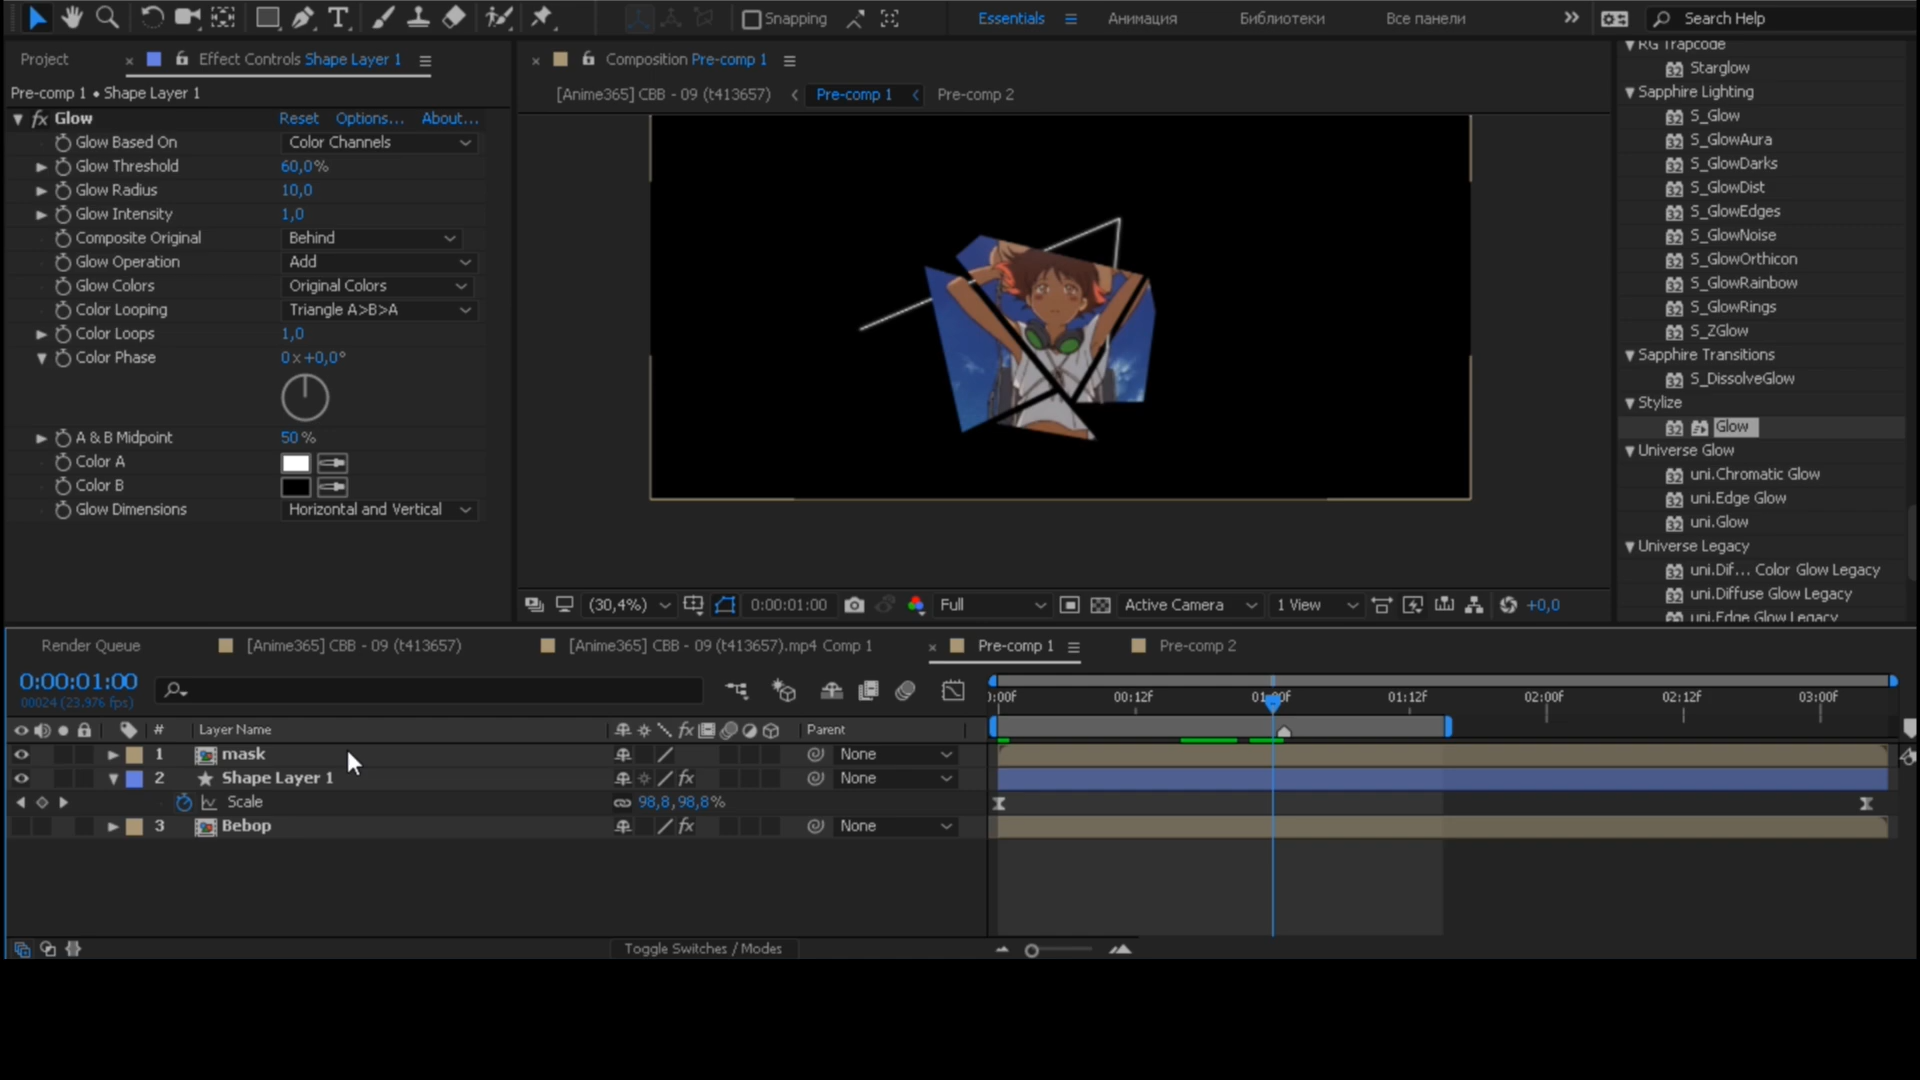 Snapping
Essentials
Анимация
Библиотеки
Все панели
Search Help
Project
Effect Controls Shape Layer 1
Pre-comp 1 • Shape Layer 1
fx Glow Reset Options... About...
Glow Based On Color Channels
Glow Threshold 60,0%
Glow Radius 10,0
Glow Intensity 1,0
Composite Original Behind
Glow Operation Add
Glow Colors Original Colors
Color Looping Triangle A>B>A
Color Loops 1,0
Color Phase 0x+0,0°
A & B Midpoint 50 %
Color A
Color B
Glow Dimensions Horizontal and Vertical
Composition Pre-comp 1
[Anime365] CBB - 09 (t413657) Pre-comp 1 Pre-comp 2
(30,4%) 0:00:01:00 Full Active Camera 1 View +0,0
RG Trapcode
Starglow
Sapphire Lighting
S_Glow
S_GlowAura
S_GlowDarks
S_GlowDist
S_GlowEdges
S_GlowNoise
S_GlowOrthicon
S_GlowRainbow
S_GlowRings
S_ZGlow
Sapphire Transitions
S_DissolveGlow
Stylize
Glow
Universe Glow
uni.Chromatic Glow
uni.Edge Glow
uni.Glow
Universe Legacy
uni.Dif... Color Glow Legacy
uni.Diffuse Glow Legacy
uni.Edge Glow Legacy
Render Queue [Anime365] CBB - 09 (t413657) [Anime365] CBB - 09 (t413657).mp4 Comp 1 Pre-comp 1 Pre-comp 2
0:00:01:00
00024 (23.976 fps)
):00f 00:12f 01:00f 01:12f 02:00f 02:12f 03:00f
# Layer Name fx Parent
1 mask None
2 Shape Layer 1 fx None
Scale 98,8,98,8%
3 Bebop fx None
Toggle Switches / Modes